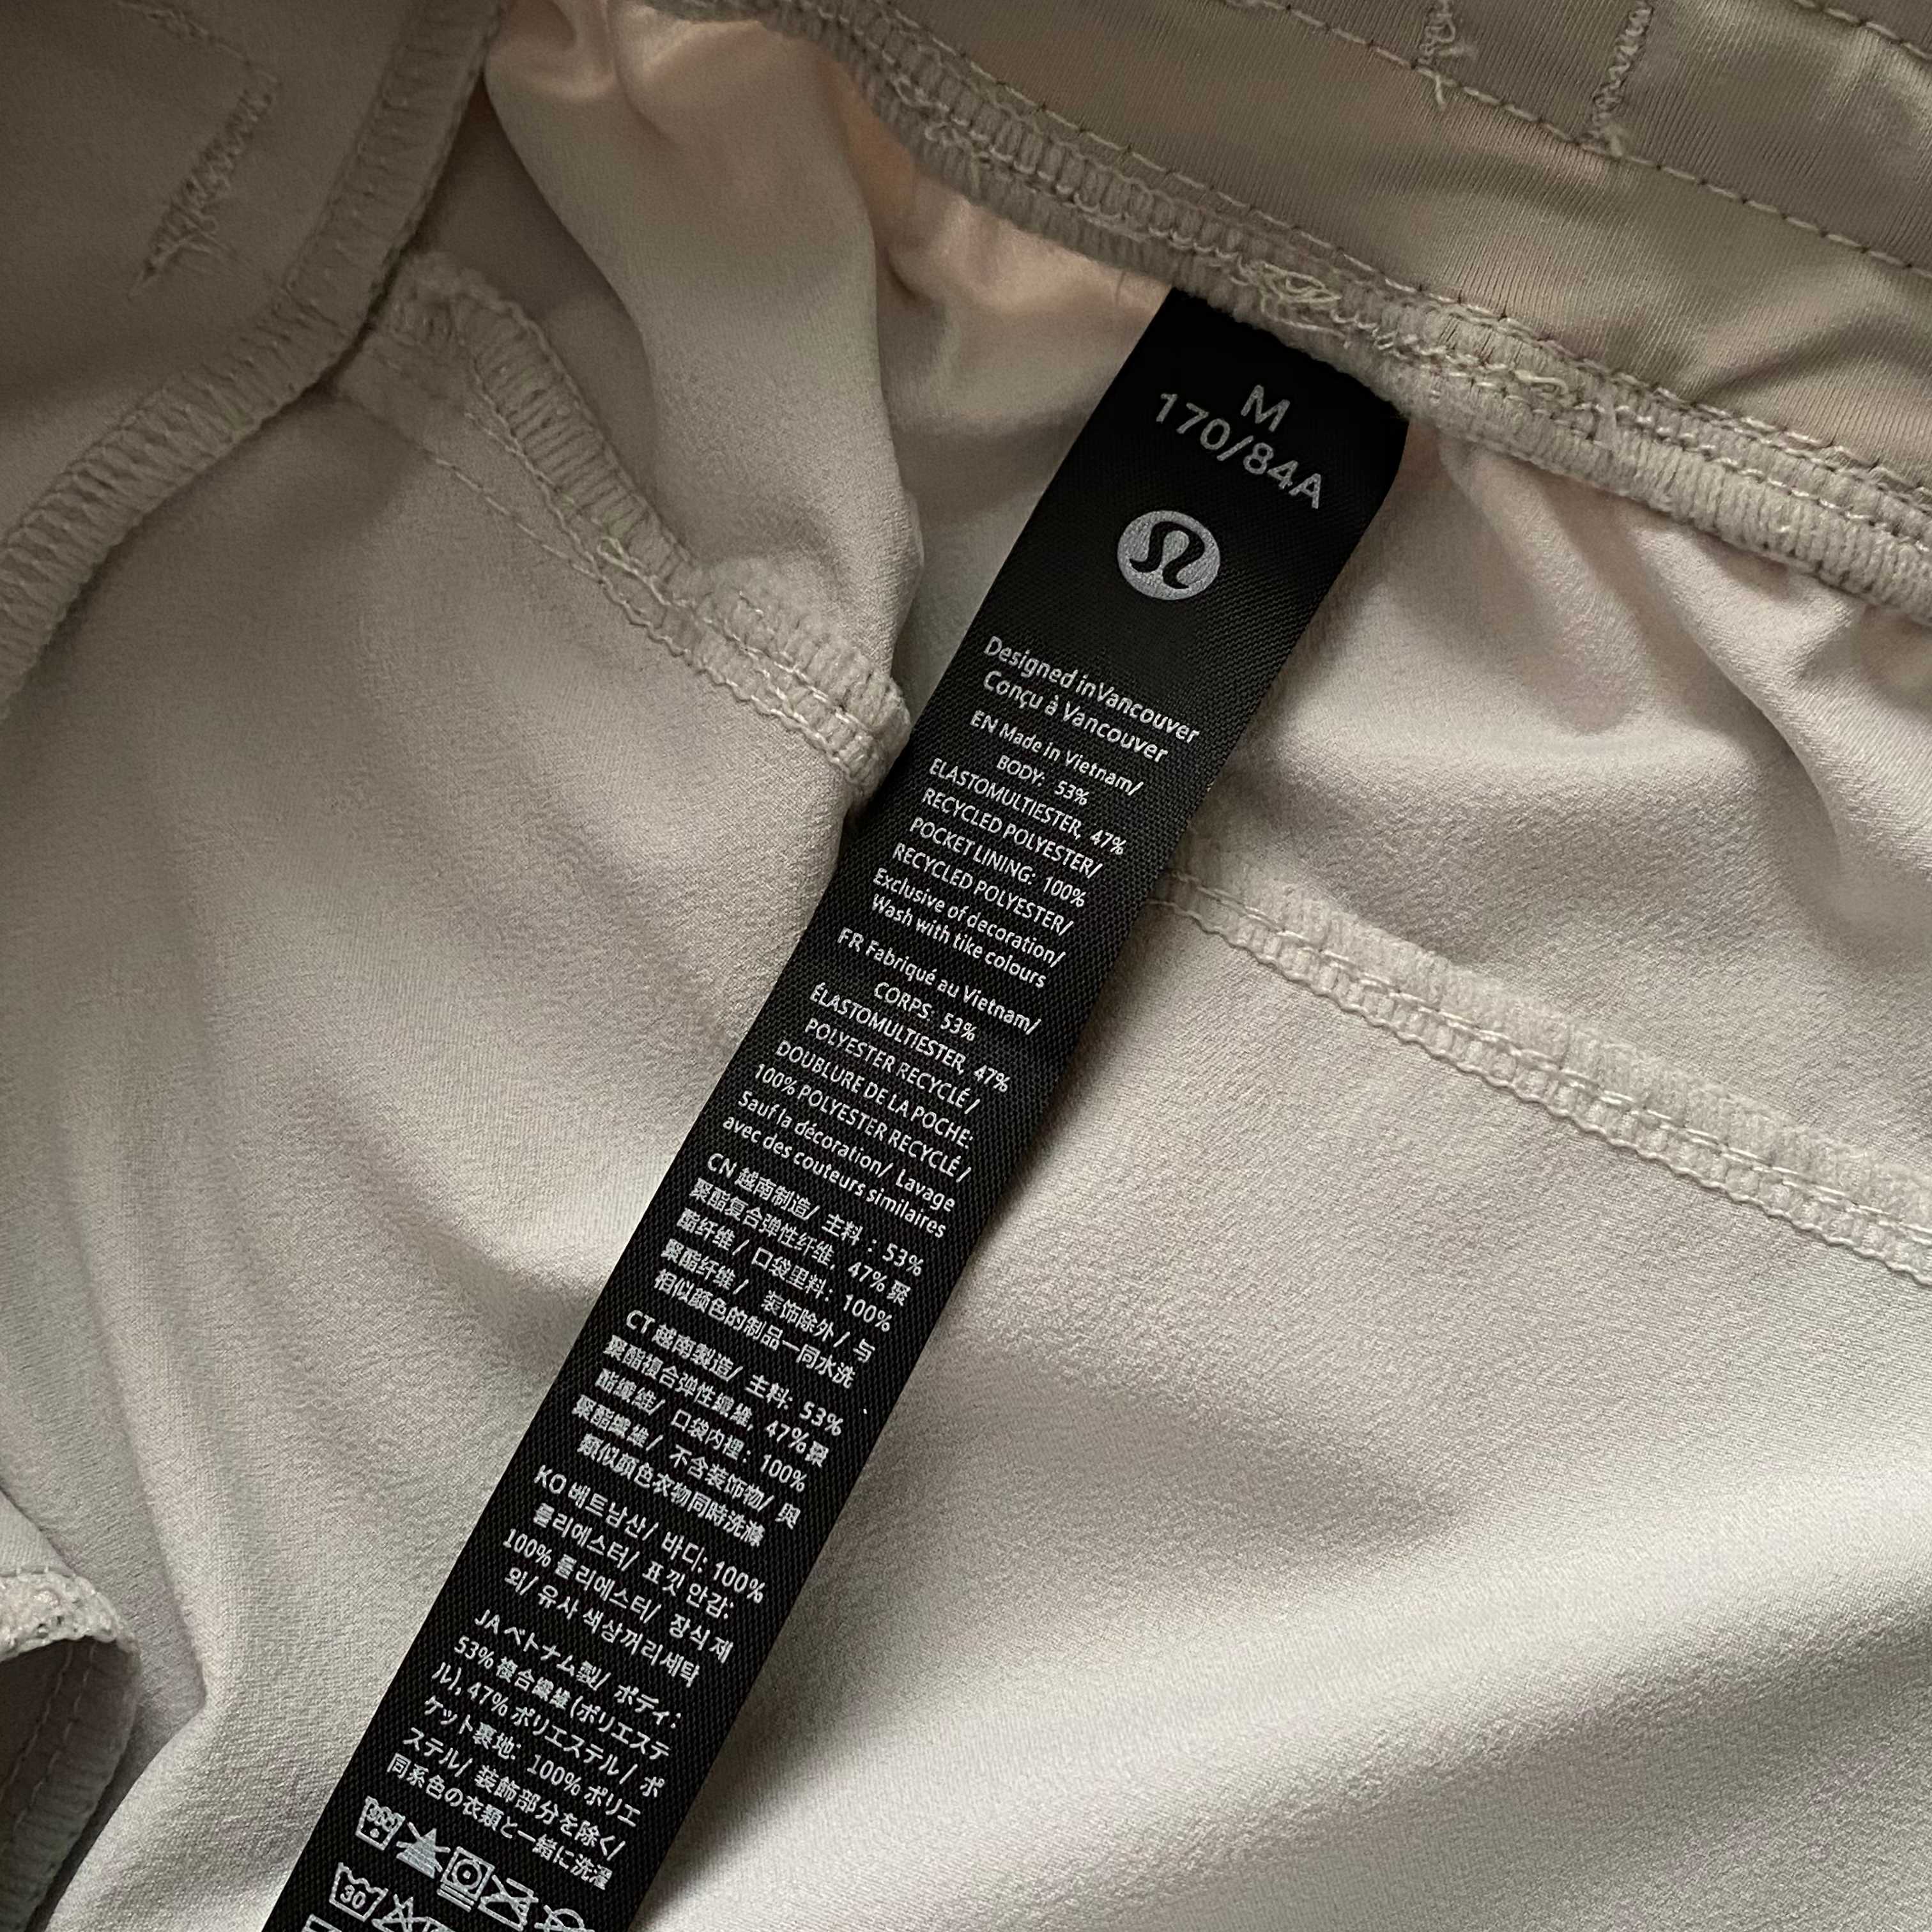 M
170/84A
Designed inVancouver
Conçu à Vancouver
EN Made in Vietnam/
BODY: 53%
ELASTOMULTIESTER, 47%
RECYCLED POLYESTER/
POCKET LINING: 100%
RECYCLED POLYESTER/
Exclusive of decoration/
Wash with tike colours
FR Fabriqué au Vietnam/
CORPS. 53%
ÉLASTOMULTIESTER, 47%
POLYESTER RECYCLÉ/
DOUBLURE DE LA POCHE:
100% POLYESTER RECYCLÉ/
Sauf la décoration/ Lavage
avec des couteurs similaires
CN 越南制造/ 主料：53%
聚酯复合弹性纤维, 47% 聚
酯纤维/ 口袋里料: 100%
聚酯纤维/ 装饰除外/ 与
相似颜色的制品一同水洗
CT 越南製造/ 主料: 53%
聚酯複合弹性纖維, 47%聚
酯纖維/ 口袋内裡: 100%
聚酯纖維/ 不含装饰物/ 與
類似顏色衣物同時洗滌
KO 베트남산/ 바디: 100%
폴리에스터/ 포켓 안감:
100% 폴리에스터/ 장식 제
외/ 유사 색상끼리세탁
JA ベトナム製/ ボディ:
53% 複合繊維 (ポリエステ
ル), 47% ポリエステル/ ポ
ケット裏地: 100% ポリエ
ステル/ 装飾部分を除く/
同系色の衣類と一緒に洗濯
30